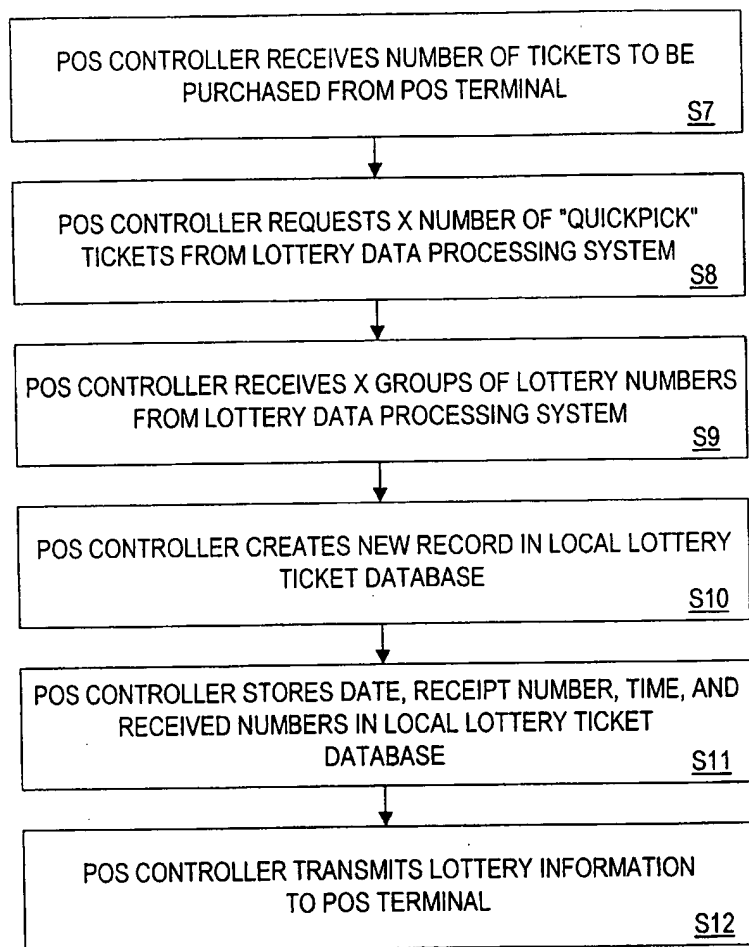 POS CONTROLLER RECEIVES NUMBER OF TICKETS TO BE
PURCHASED FROM POS TERMINAL
S7
POS CONTROLLER REQUESTS X NUMBER OF "QUICKPICK"
TICKETS FROM LOTTERY DATA PROCESSING SYSTEM
S8
POS CONTROLLER RECEIVES X GROUPS OF LOTTERY NUMBERS
FROM LOTTERY DATA PROCESSING SYSTEM
S9
POS CONTROLLER CREATES NEW RECORD IN LOCAL LOTTERY
TICKET DATABASE
S10
POS CONTROLLER STORES DATE, RECEIPT NUMBER, TIME, AND
RECEIVED NUMBERS IN LOCAL LOTTERY TICKET
DATABASE
S11
POS CONTROLLER TRANSMITS LOTTERY INFORMATION
TO POS TERMINAL
S12